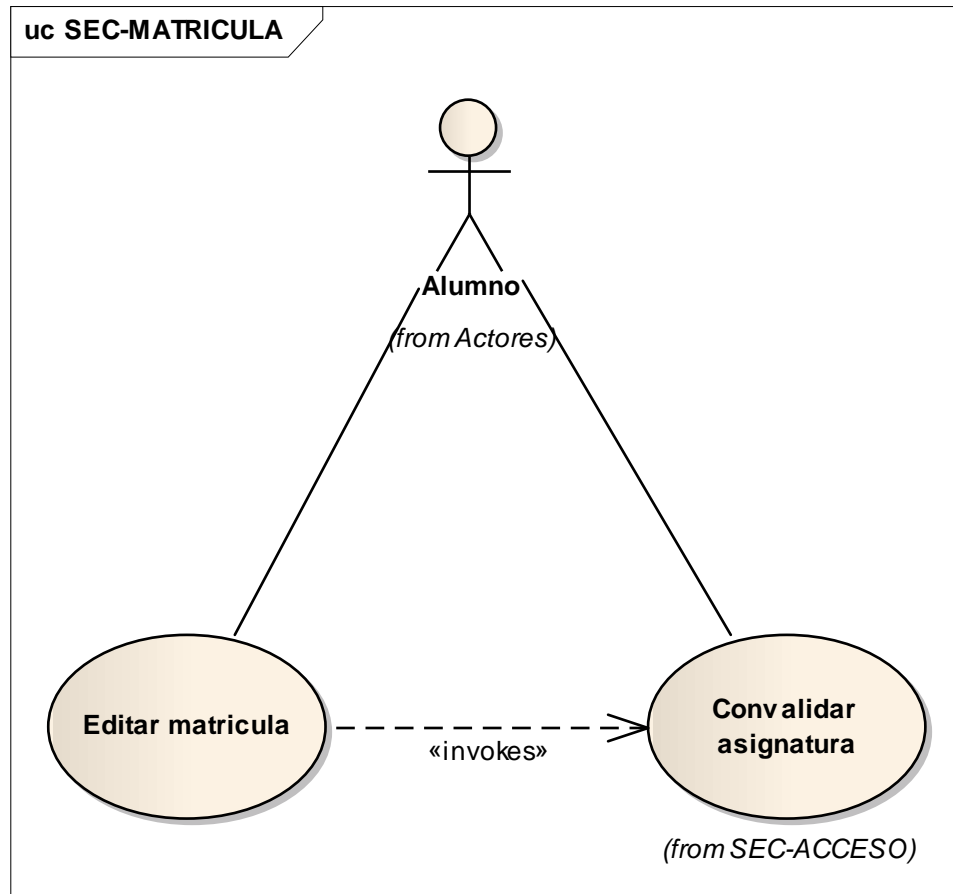 uc SEC-MATRICULA
Alumno
(from Actores)
Editar matricula
«invokes»
Convalidar
asignatura
(from SEC-ACCESO)